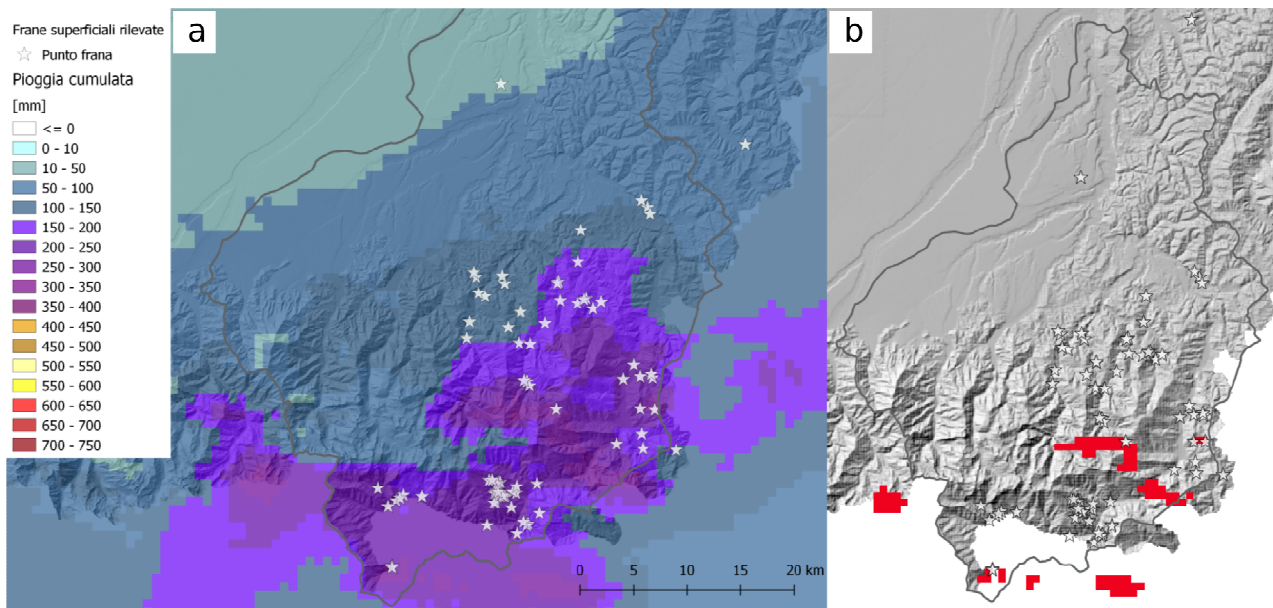 Frane superficiali rilevate
Punto frana
Pioggia cumulata
[mm]
<= 0
0 - 10
10 - 50
50 - 100
100 - 150
150 - 200
200 - 250
250 - 300
300 - 350
350 - 400
400 - 450
450 - 500
500 - 550
550 - 600
600 - 650
650 - 700
700 - 750
a
0 10 20 km
b